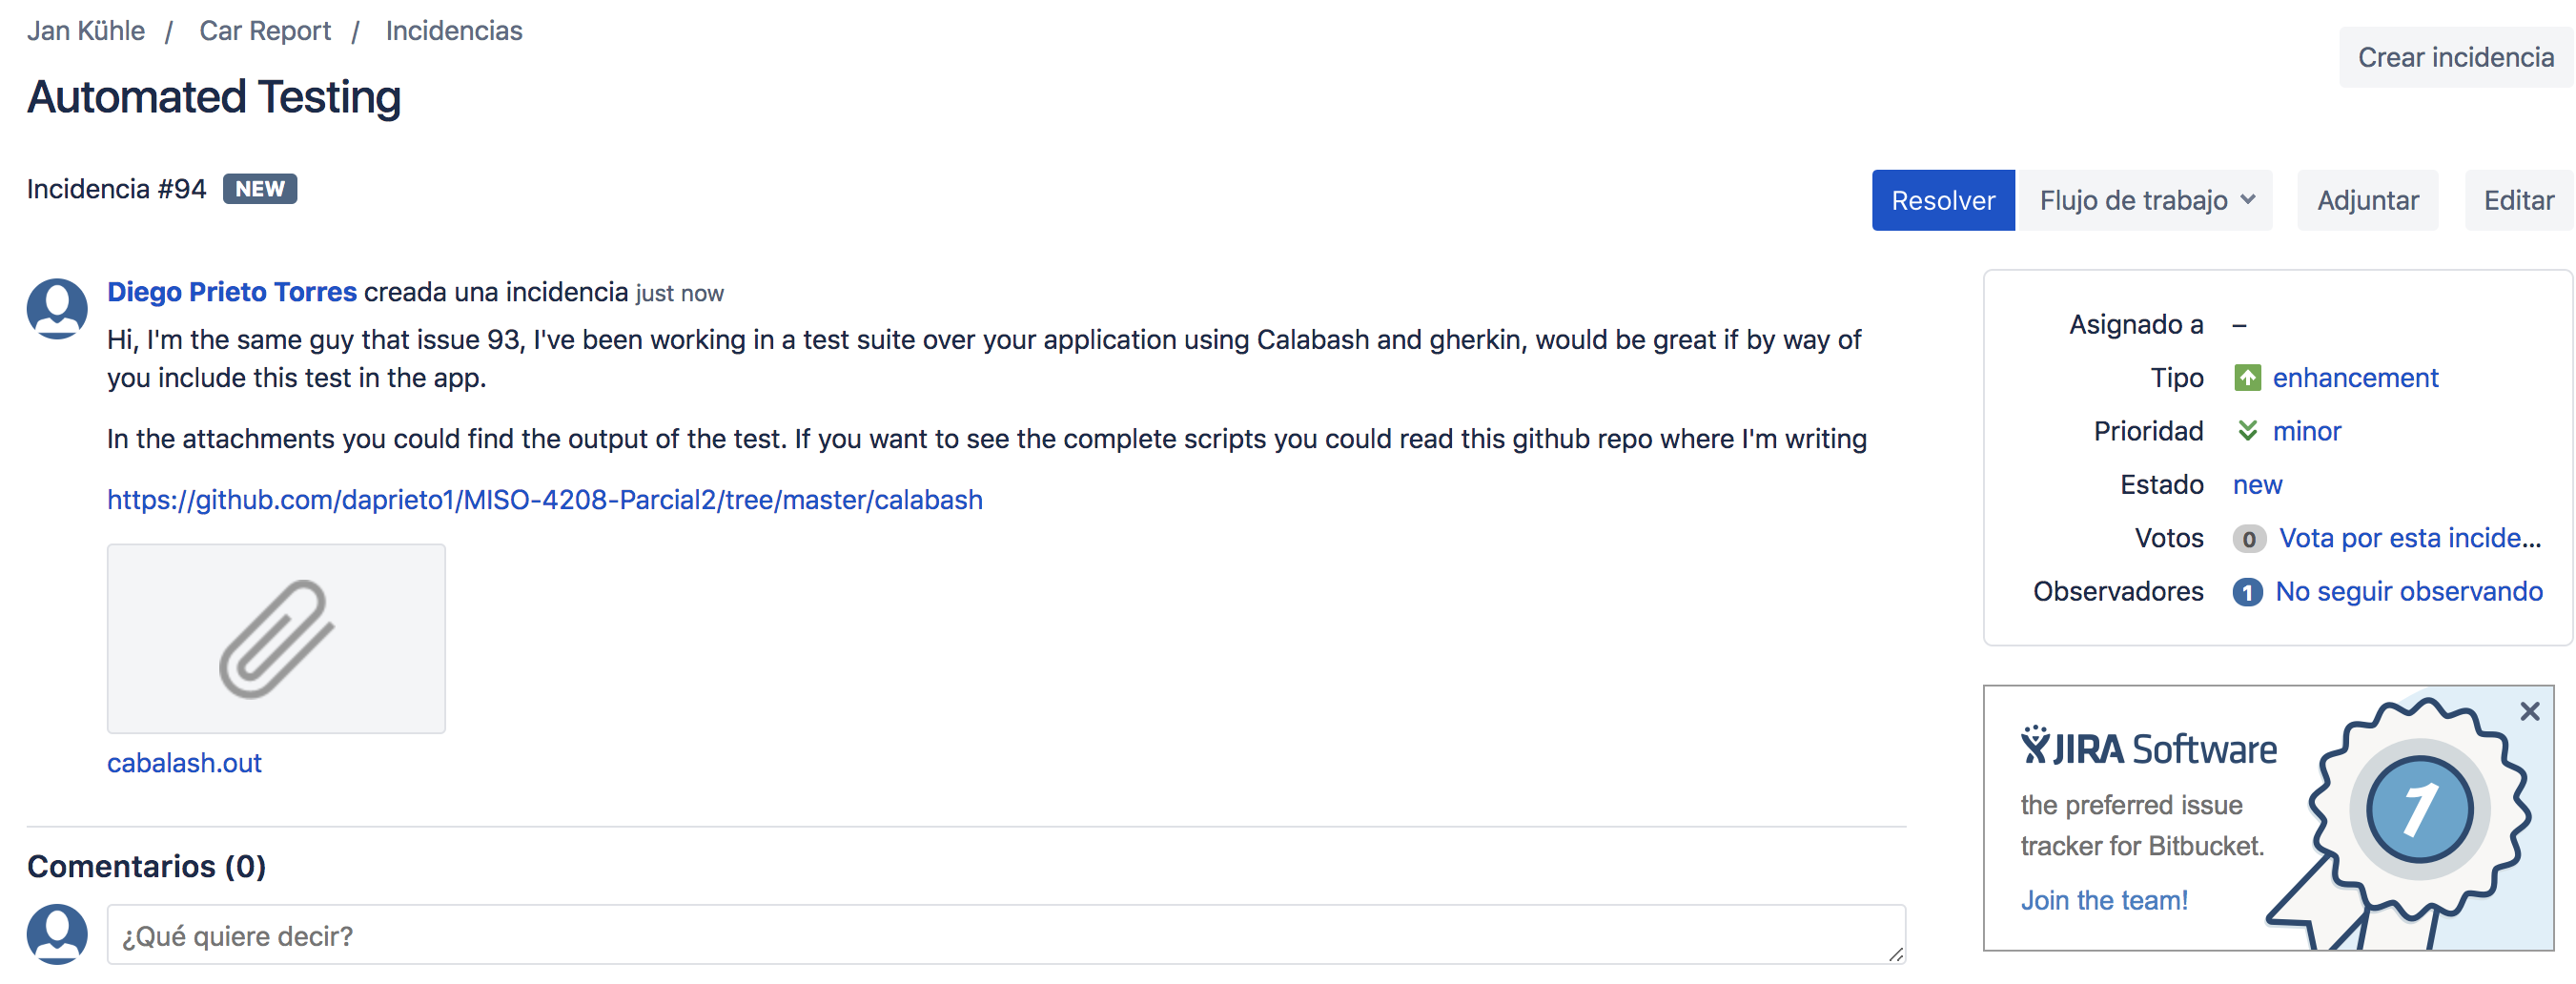 Jan Kühle / Car Report / Incidencias
Crear incidencia
Automated Testing
Incidencia #94 NEW
Resolver Flujo de trabajo Adjuntar Editar
Diego Prieto Torres creada una incidencia just now
Hi, I'm the same guy that issue 93, I've been working in a test suite over your application using Calabash and gherkin, would be great if by way of
you include this test in the app.
In the attachments you could find the output of the test. If you want to see the complete scripts you could read this github repo where I'm writing
https://github.com/daprieto1/MISO-4208-Parcial2/tree/master/calabash
cabalash.out
Asignado a –
Tipo enhancement
Prioridad minor
Estado new
Votos 0 Vota por esta incide...
Observadores 1 No seguir observando
JIRA Software
the preferred issue
tracker for Bitbucket.
Join the team!
1
Comentarios (0)
¿Qué quiere decir?